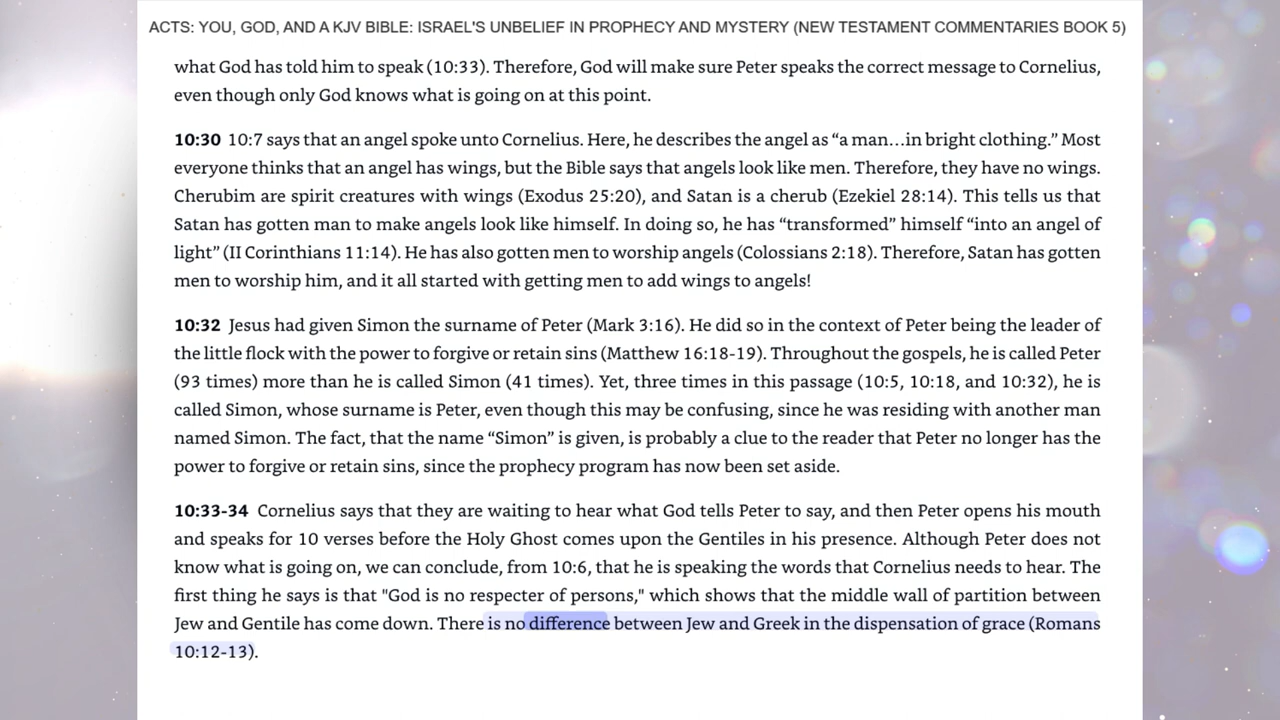 ACTS: YOU, GOD, AND A KJV BIBLE: ISRAEL'S UNBELIEF IN PROPHECY AND MYSTERY (NEW TESTAMENT COMMENTARIES BOOK 5)
what God has told him to speak (10:33). Therefore, God will make sure Peter speaks the correct message to Cornelius,
even though only God knows what is going on at this point.
10:30 10:7 says that an angel spoke unto Cornelius. Here, he describes the angel as “a man…in bright clothing.” Most
everyone thinks that an angel has wings, but the Bible says that angels look like men. Therefore, they have no wings.
Cherubim are spirit creatures with wings (Exodus 25:20), and Satan is a cherub (Ezekiel 28:14). This tells us that
Satan has gotten man to make angels look like himself. In doing so, he has “transformed” himself “into an angel of
light” (II Corinthians 11:14). He has also gotten men to worship angels (Colossians 2:18). Therefore, Satan has gotten
men to worship him, and it all started with getting men to add wings to angels!
10:32 Jesus had given Simon the surname of Peter (Mark 3:16). He did so in the context of Peter being the leader of
the little flock with the power to forgive or retain sins (Matthew 16:18-19). Throughout the gospels, he is called Peter
(93 times) more than he is called Simon (41 times). Yet, three times in this passage (10:5, 10:18, and 10:32), he is
called Simon, whose surname is Peter, even though this may be confusing, since he was residing with another man
named Simon. The fact, that the name “Simon” is given, is probably a clue to the reader that Peter no longer has the
power to forgive or retain sins, since the prophecy program has now been set aside.
10:33-34 Cornelius says that they are waiting to hear what God tells Peter to say, and then Peter opens his mouth
and speaks for 10 verses before the Holy Ghost comes upon the Gentiles in his presence. Although Peter does not
know what is going on, we can conclude, from 10:6, that he is speaking the words that Cornelius needs to hear. The
first thing he says is that "God is no respecter of persons," which shows that the middle wall of partition between
Jew and Gentile has come down. There is no difference between Jew and Greek in the dispensation of grace (Romans
10:12-13).